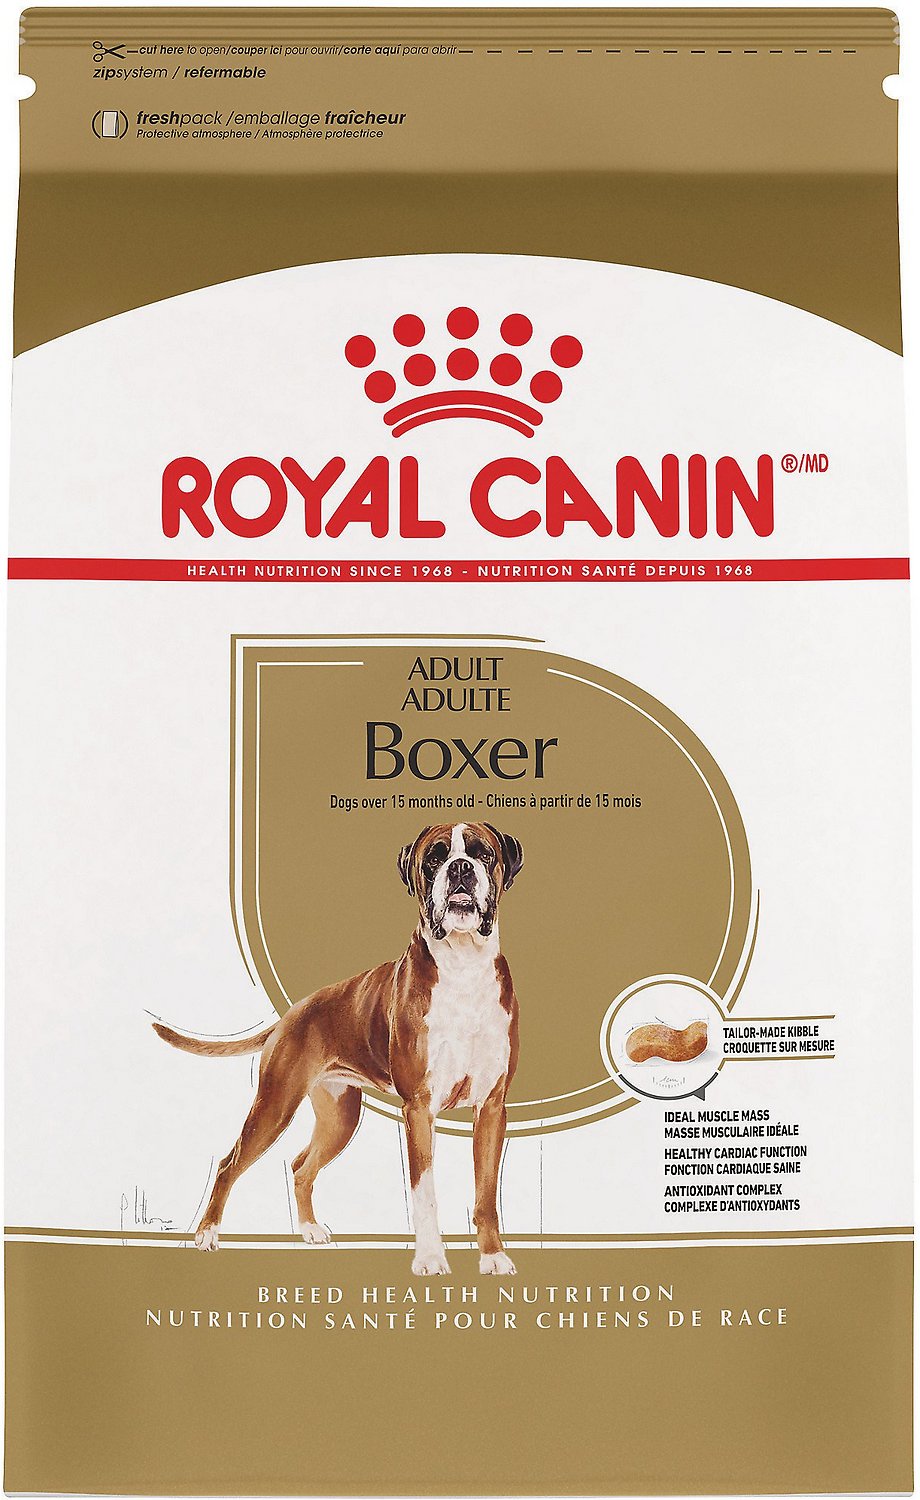 cut here to open/couper ici pour ouvrir/corte aquí para abrir
zipsystem / refermable
freshpack /emballage fraîcheur
Protective atmosphere / Atmosphère protectrice
ROYAL CANIN®/MD
HEALTH NUTRITION SINCE 1968 - NUTRITION SANTÉ DEPUIS 1968
ADULT
ADULTE
Boxer
Dogs over 15 months old - Chiens à partir de 15 mois
TAILOR-MADE KIBBLE
CROQUETTE SUR MESURE
1cm
IDEAL MUSCLE MASS
MASSE MUSCULAIRE IDÉALE
HEALTHY CARDIAC FUNCTION
FONCTION CARDIAQUE SAINE
ANTIOXIDANT COMPLEX
COMPLEXE D'ANTIOXYDANTS
BREED HEALTH NUTRITION
NUTRITION SANTÉ POUR CHIENS DE RACE